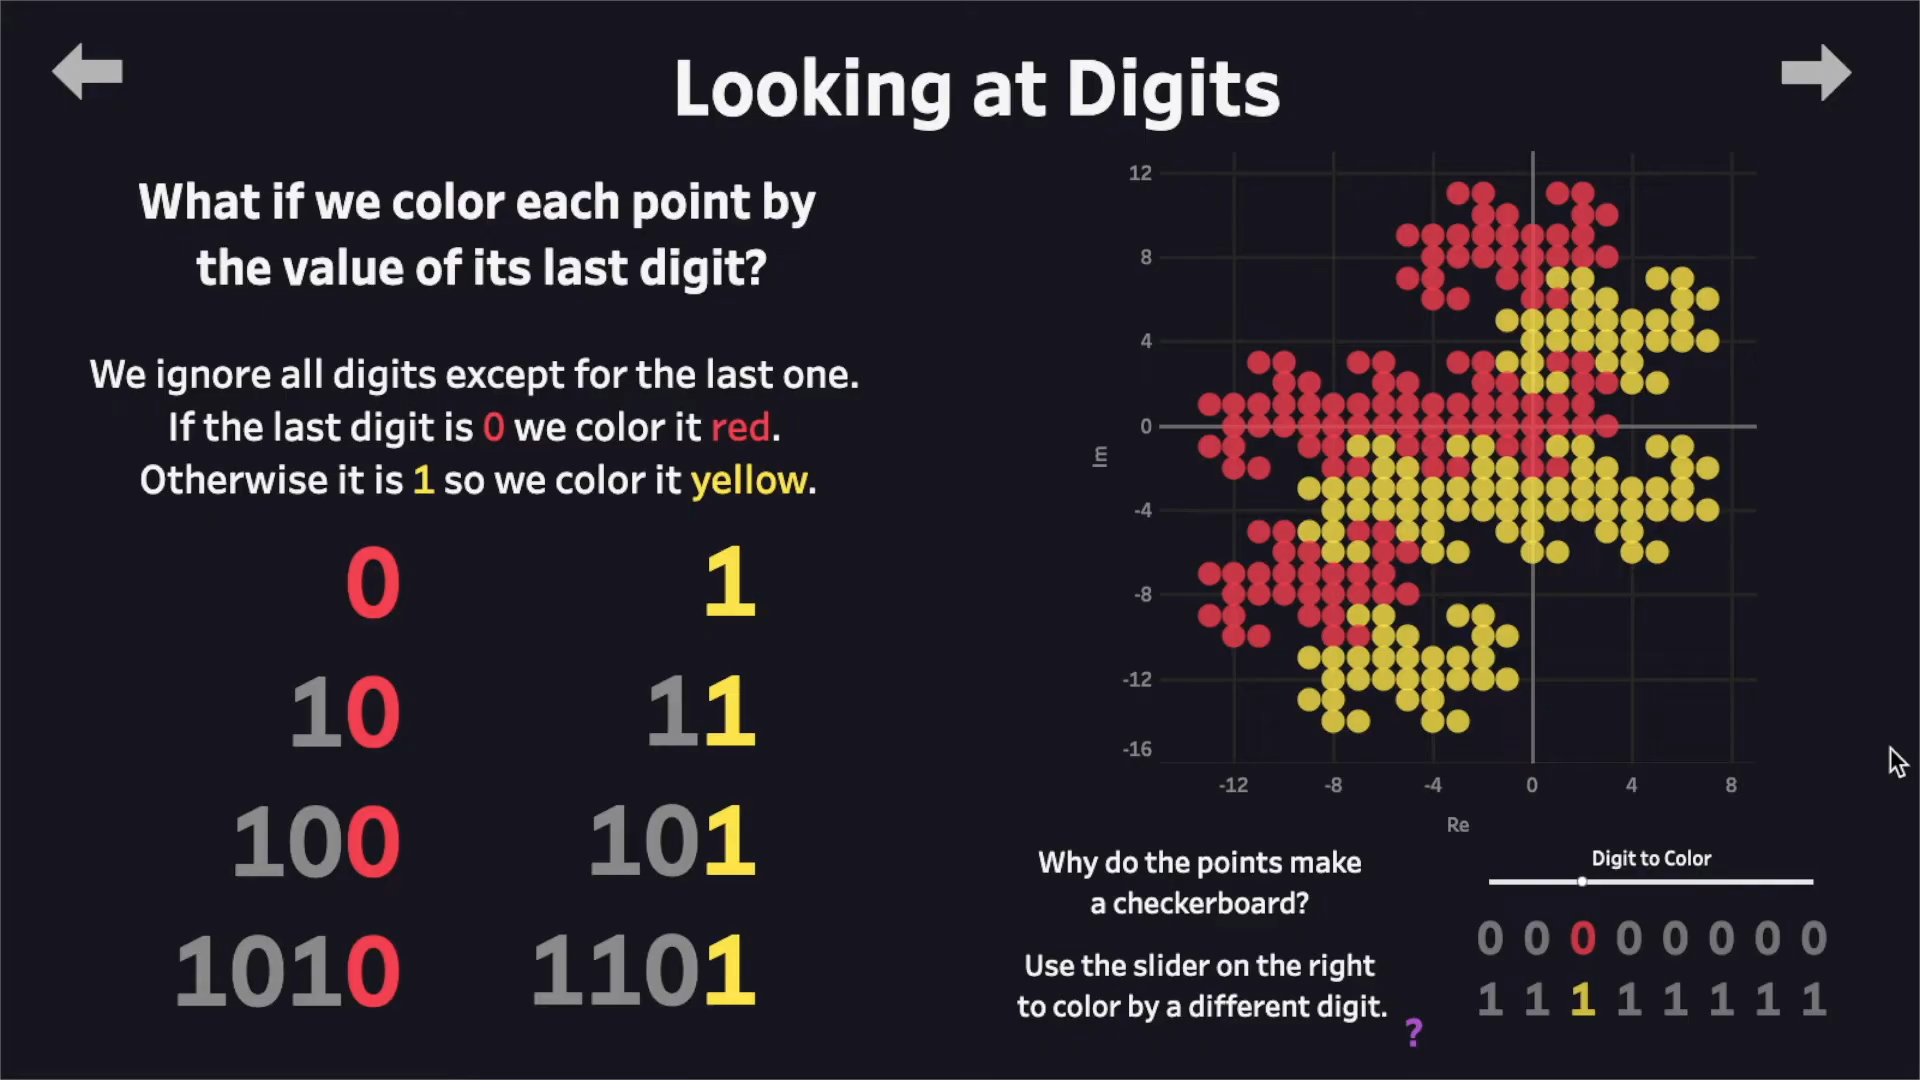 Looking at Digits
What if we color each point by
the value of its last digit?
We ignore all digits except for the last one.
If the last digit is 0 we color it red.
Otherwise it is 1 so we color it yellow.
0 1
10 11
100 101
1010 1101
12
8
4
0
-4
-8
-12
-16
Im
-12 -8 -4 0 4 8
Re
Why do the points make
a checkerboard?
Use the slider on the right
to color by a different digit.
?
Digit to Color
0 0 0 0 0 0 0 0
1 1 1 1 1 1 1 1